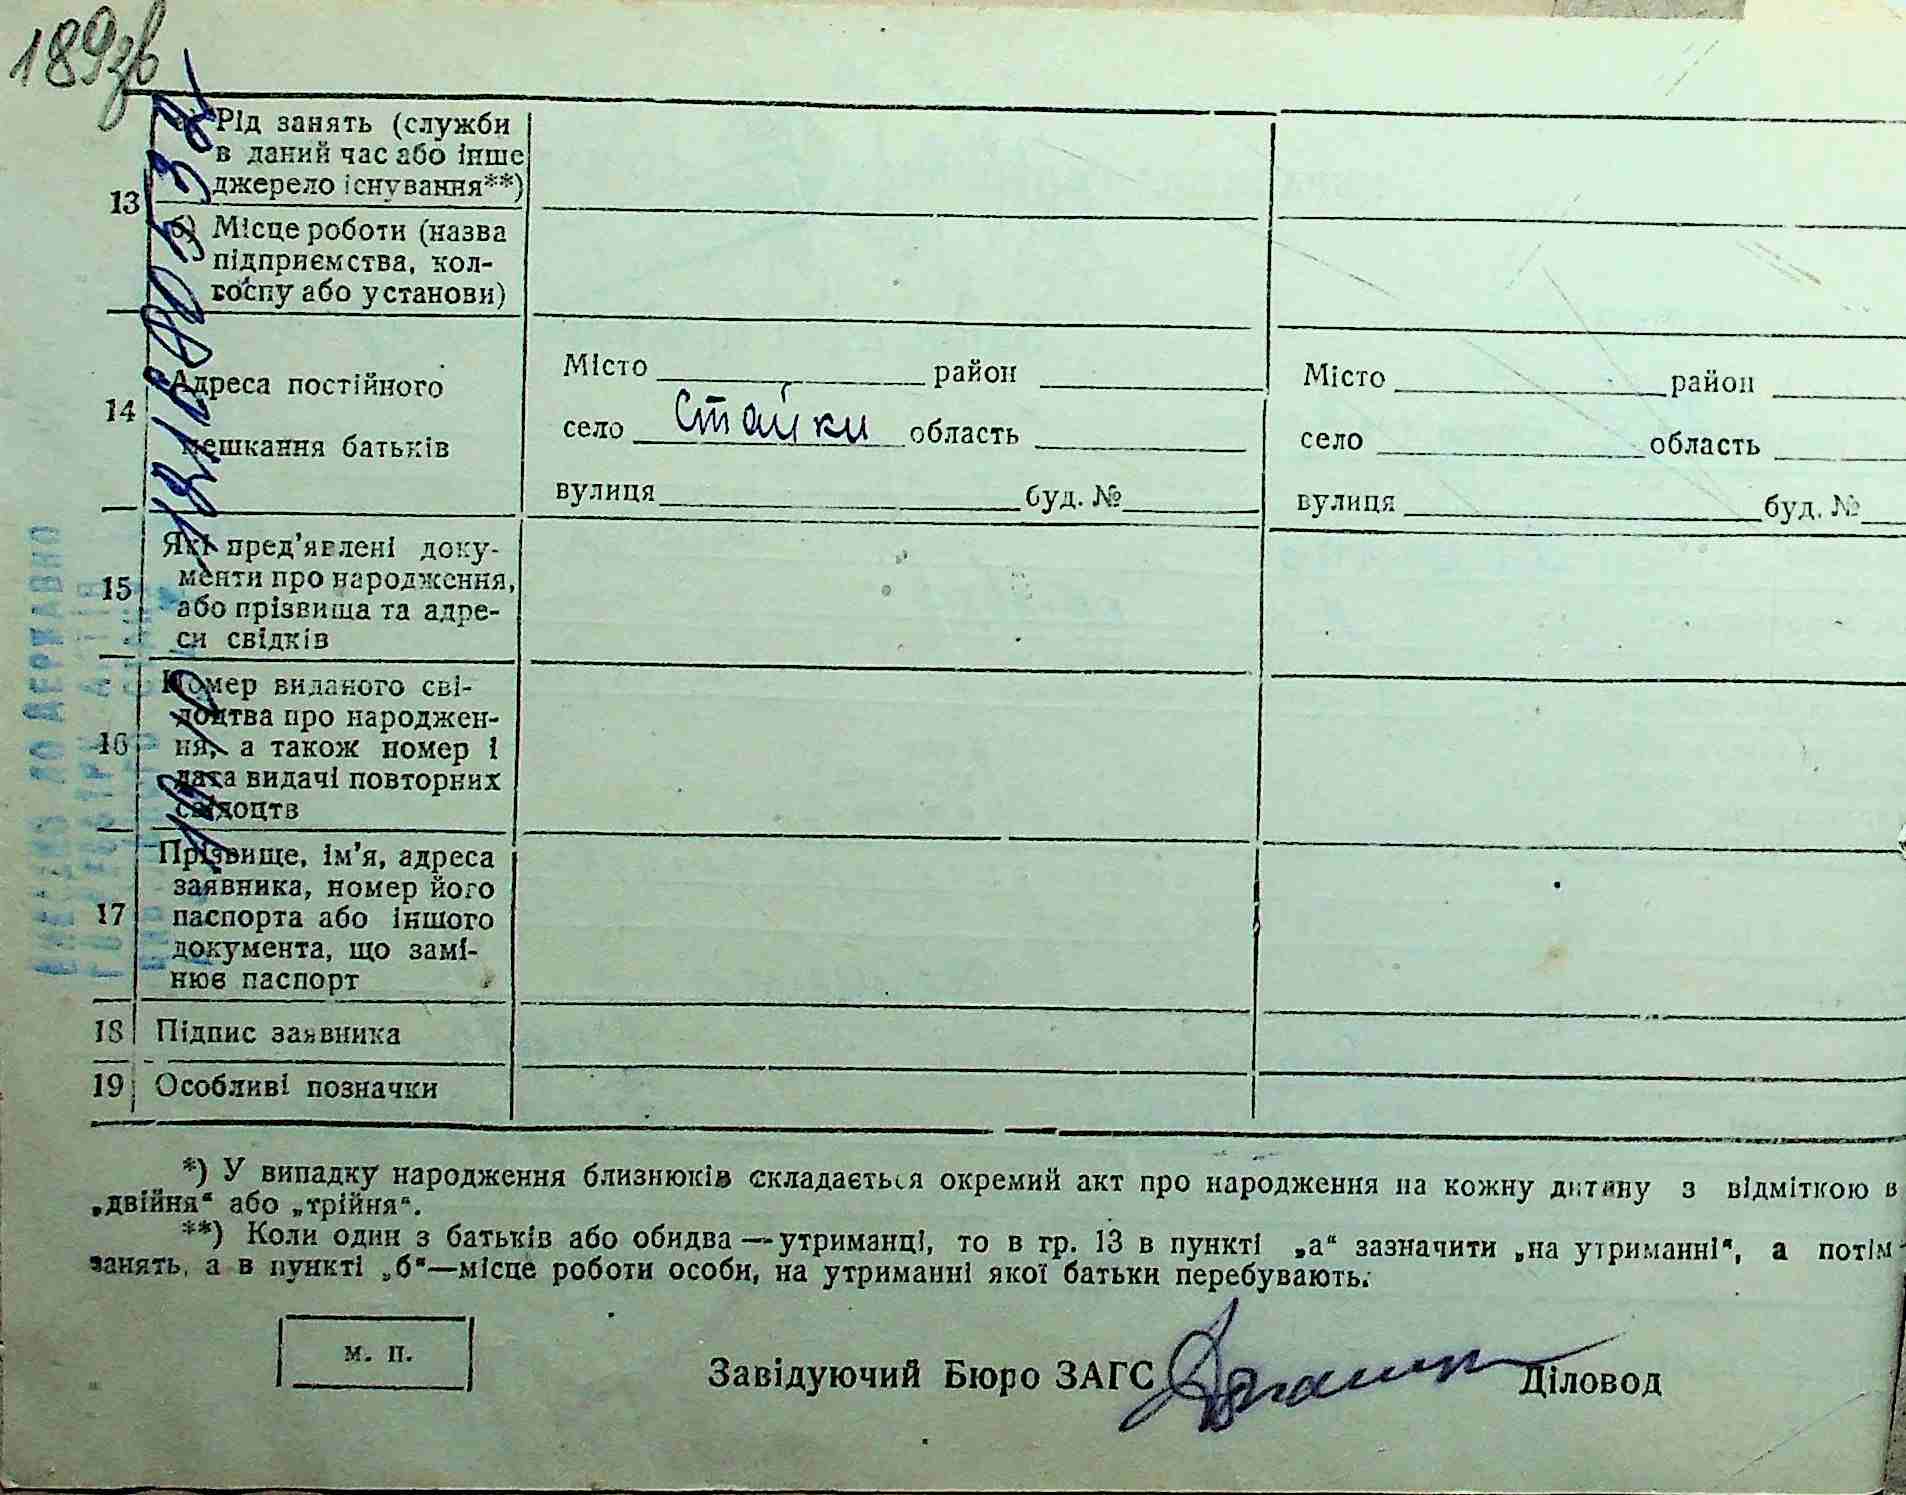 189зв
13
а) Рід занять (служби
в даний час або інше
джерело існування**)
б) Місце роботи (назва
підприємства, кол-
госпу або установи)
14
Адреса постійного
мешкання батьків
Місто район
село Стайки область
вулиця буд. №
Місто район
село область
вулиця буд. №
15
Які пред'явлені доку-
менти про народження,
або прізвища та адре-
си свідків
16
Номер виданого сві-
доцтва про народжен-
ня, а також номер і
дата видачі повторних
свідоцтв
17
Прізвище, ім'я, адреса
заявника, номер його
паспорта або іншого
документа, що замі-
нює паспорт
18 Підпис заявника
19 Особливі позначки
ВНЕСЕНО ДО ДЕРЖАВНО
*) У випадку народження близнюків складається окремий акт про народження на кожну дитину з відміткою в
„двійня“ або „трійня“.
**) Коли один з батьків або обидва — утриманці, то в гр. 13 в пункті „а“ зазначити „на утриманні“, а потім
занять, а в пункті „б“—місце роботи особи, на утриманні якої батьки перебувають.
м. п.
Завідуючий Бюро ЗАГС Діловод